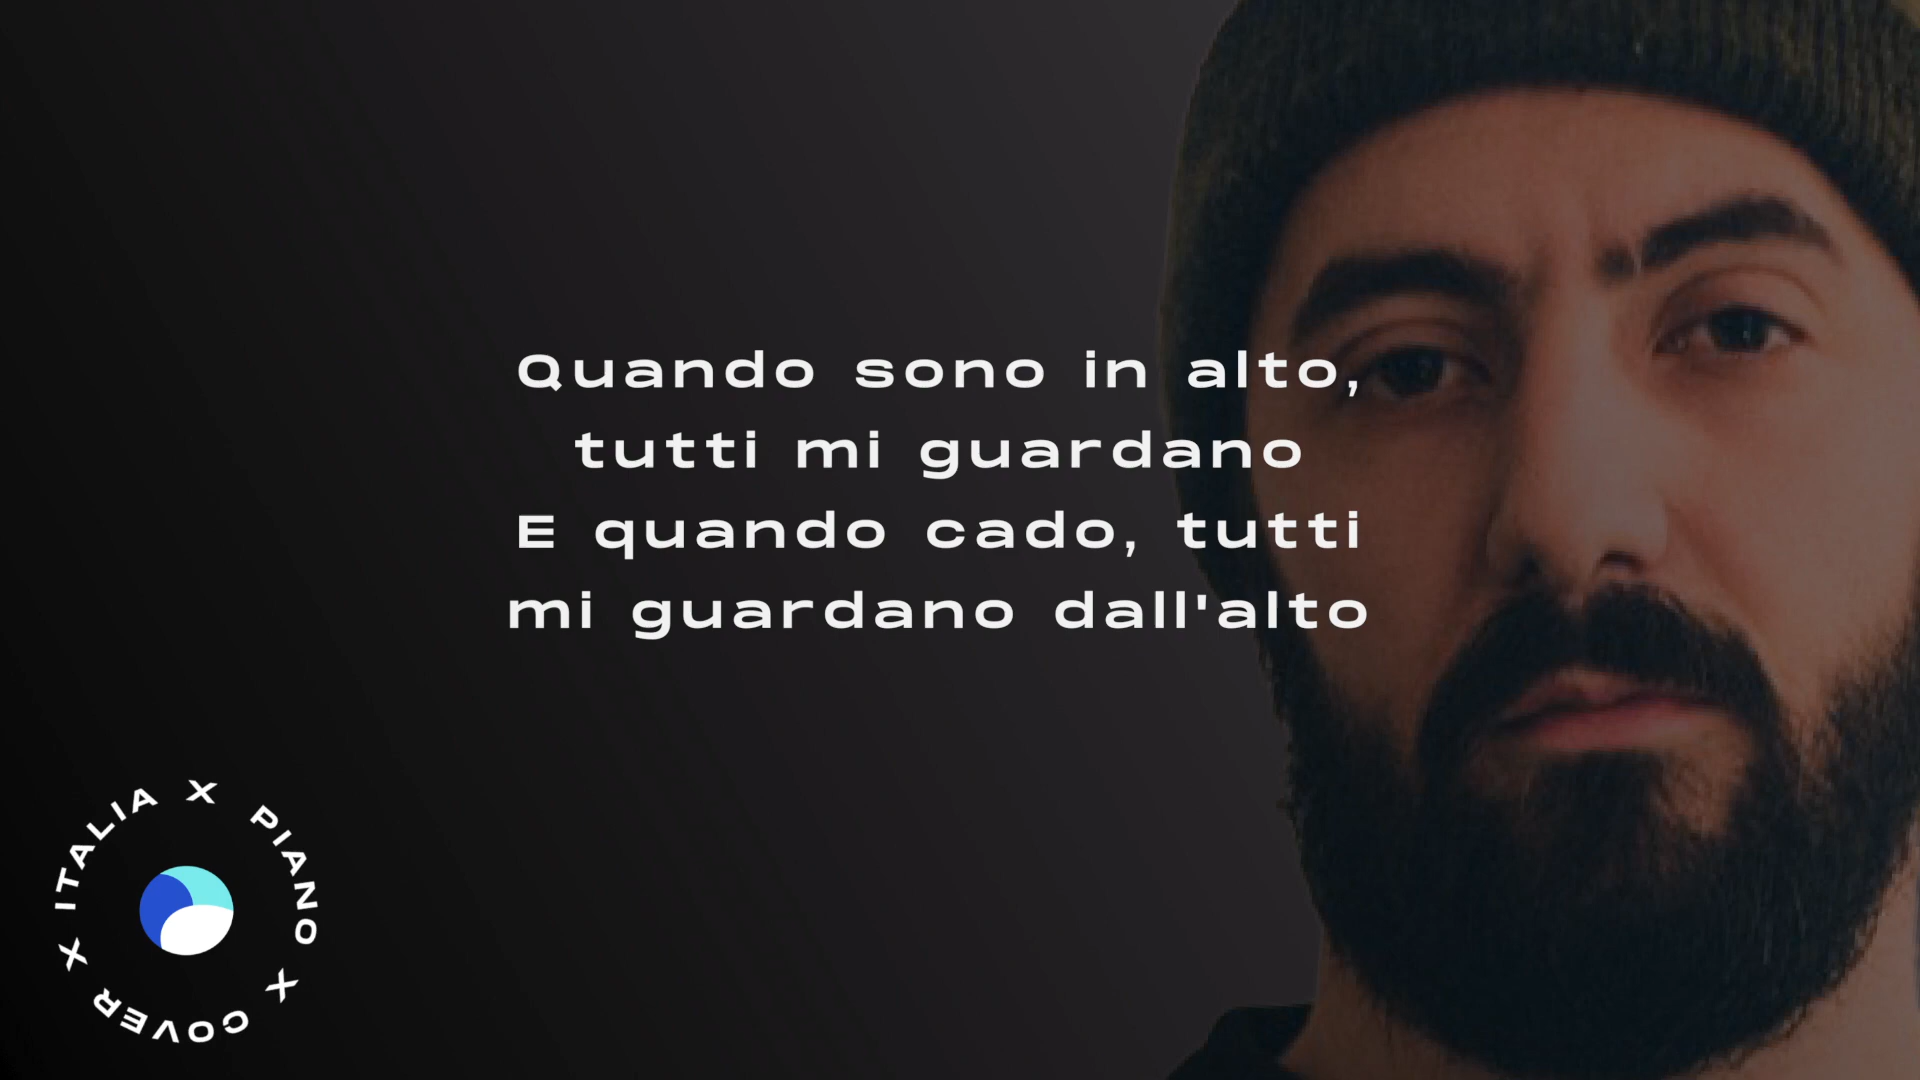 Quando sono in alto,
tutti mi guardano
E quando cado, tutti
mi guardano dall'alto
ITALIA X PIANO X COVER X